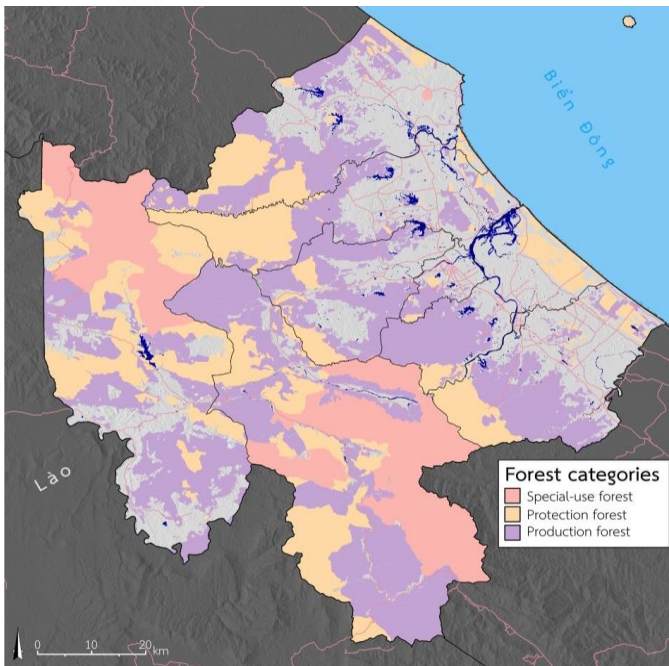 Biển Đông
Lào
Forest categories
Special-use forest
Protection forest
Production forest
0 10 20 km